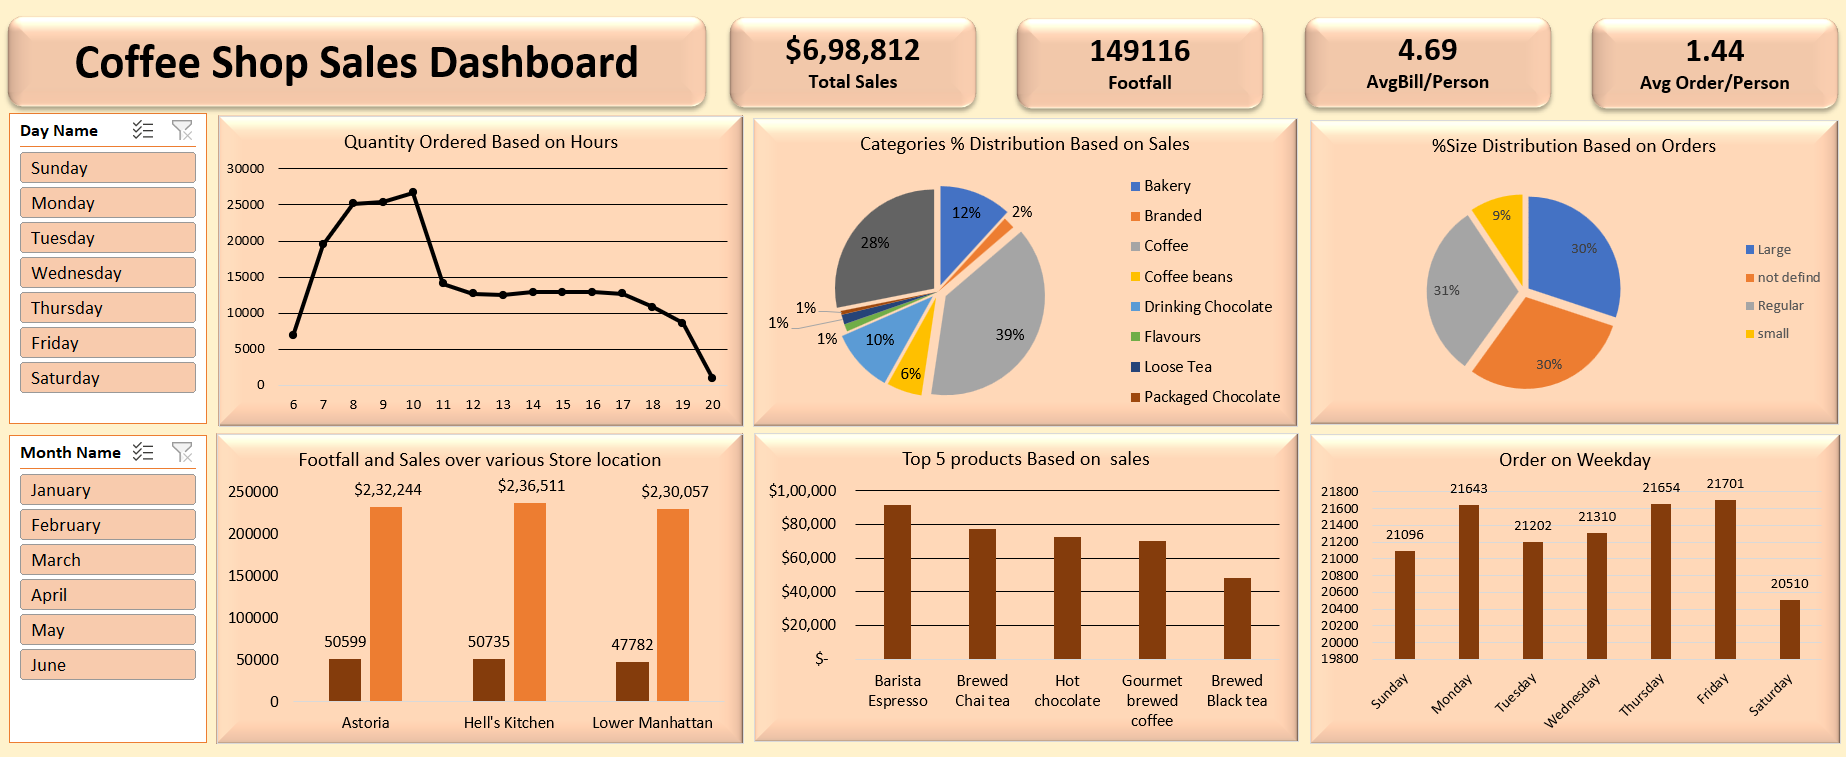 Coffee Shop Sales Dashboard
$6,98,812
Total Sales
149116
Footfall
4.69
AvgBill/Person
1.44
Avg Order/Person
Day Name
Sunday
Monday
Tuesday
Wednesday
Thursday
Friday
Saturday
Quantity Ordered Based on Hours
30000
25000
20000
15000
10000
5000
0
6 7 8 9 10 11 12 13 14 15 16 17 18 19 20
Categories % Distribution Based on Sales
12%
2%
39%
6%
10%
1%
1%
1%
28%
Bakery
Branded
Coffee
Coffee beans
Drinking Chocolate
Flavours
Loose Tea
Packaged Chocolate
%Size Distribution Based on Orders
30%
30%
31%
9%
Large
not defind
Regular
small
Month Name
January
February
March
April
May
June
Footfall and Sales over various Store location
250000
200000
150000
100000
50000
0
50599
$2,32,244
50735
$2,36,511
47782
$2,30,057
Astoria
Hell's Kitchen
Lower Manhattan
Top 5 products Based on  sales
$1,00,000
$80,000
$60,000
$40,000
$20,000
$-
Barista
Espresso
Brewed
Chai tea
Hot
chocolate
Gourmet
brewed
coffee
Brewed
Black tea
Order on Weekday
21800
21600
21400
21200
21000
20800
20600
20400
20200
20000
19800
21096
21643
21202
21310
21654
21701
20510
Sunday
Monday
Tuesday
Wednesday
Thursday
Friday
Saturday